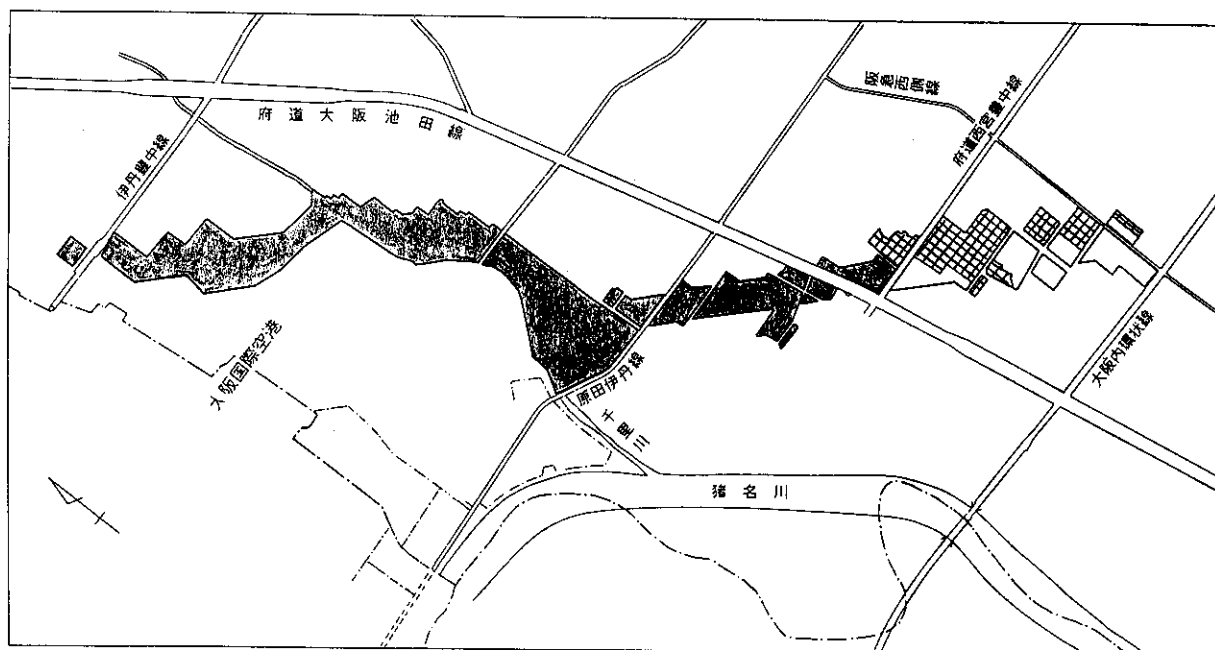 阪急西側線
府道西宮豊中線
府道大阪池田線
伊丹豊中線
大阪国際空港
原田伊丹線
大阪内環状線
千里川
猪名川